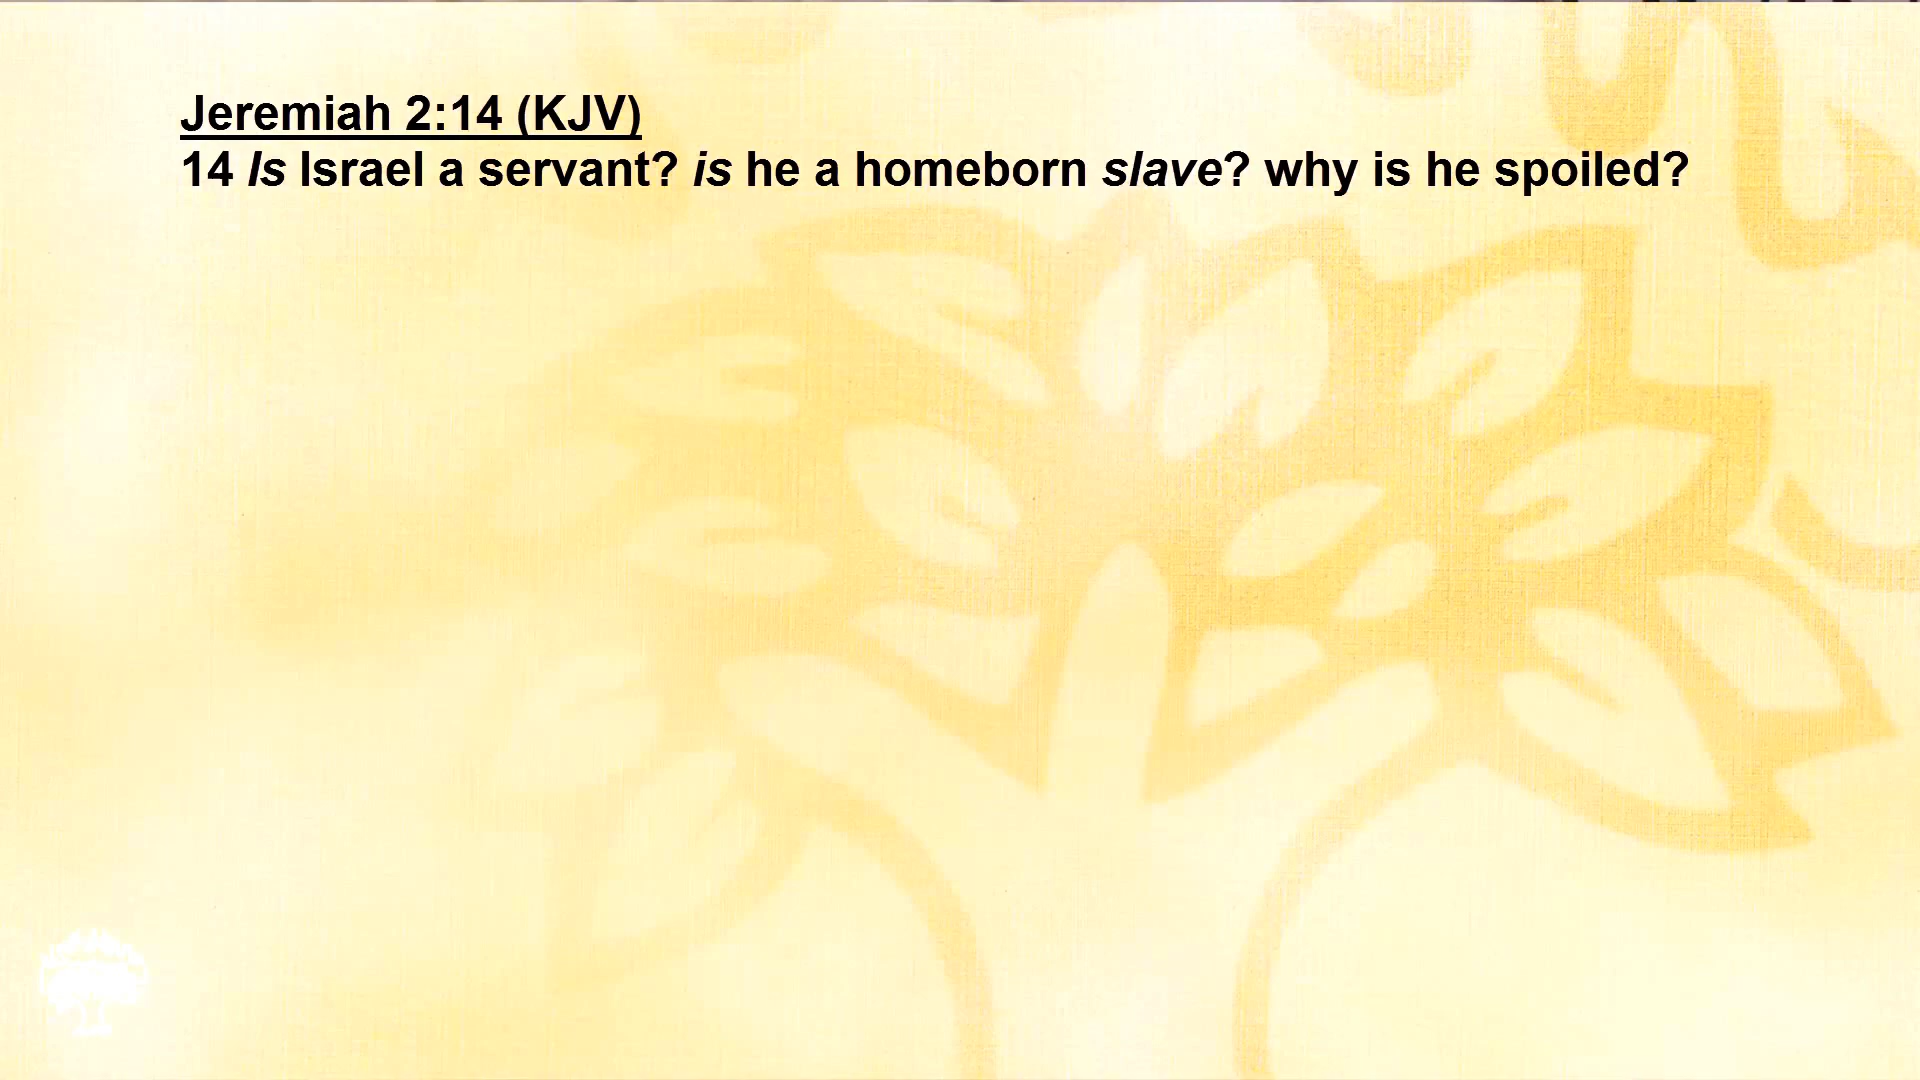 Jeremiah 2:14 (KJV)
14 Is Israel a servant? is he a homeborn slave? why is he spoiled?